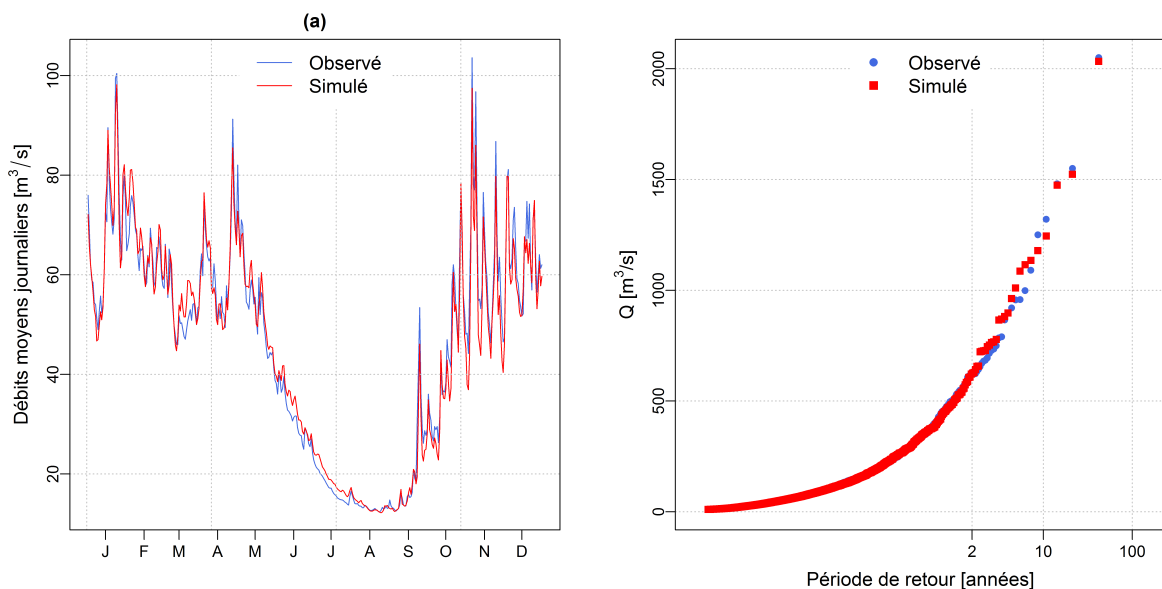 (a)
Observé
Simulé
Débits moyens journaliers [m³/s]
100
80
60
40
20
J F M A M J J A S O N D
Observé
Simulé
Q [m³/s]
2000
1500
1000
500
0
2 10 100
Période de retour [années]